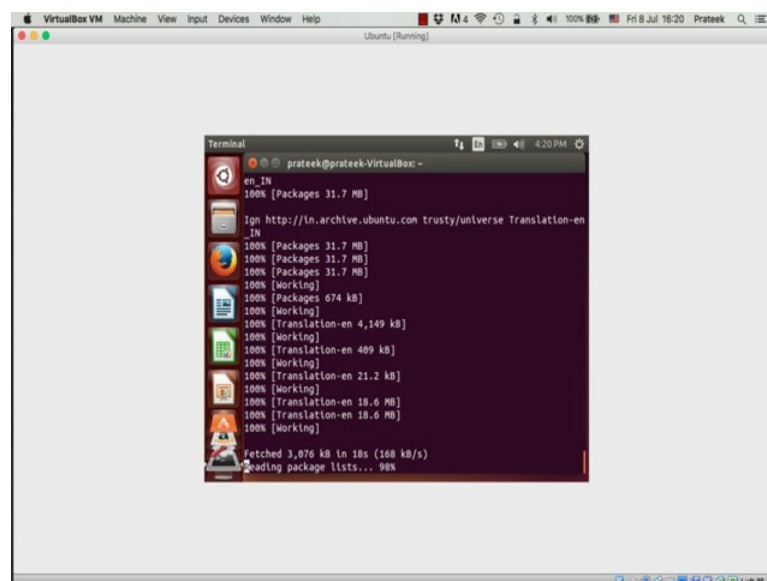 VirtualBox VM Machine View Input Devices Window Help 4 100% Fri 8 Jul 16:20 Prateek
Ubuntu [Running]
Terminal En 4:20 PM
prateek@prateek-VirtualBox: ~
en_IN
100% [Packages 31.7 MB]
Ign http://in.archive.ubuntu.com trusty/universe Translation-en
_IN
100% [Packages 31.7 MB]
100% [Packages 31.7 MB]
100% [Packages 31.7 MB]
100% [Working]
100% [Packages 674 kB]
100% [Working]
100% [Translation-en 4,149 kB]
100% [Working]
100% [Translation-en 409 kB]
100% [Working]
100% [Translation-en 21.2 kB]
100% [Working]
100% [Translation-en 18.6 MB]
100% [Translation-en 18.6 MB]
100% [Working]
Fetched 3,076 kB in 18s (168 kB/s)
Reading package lists... 98%